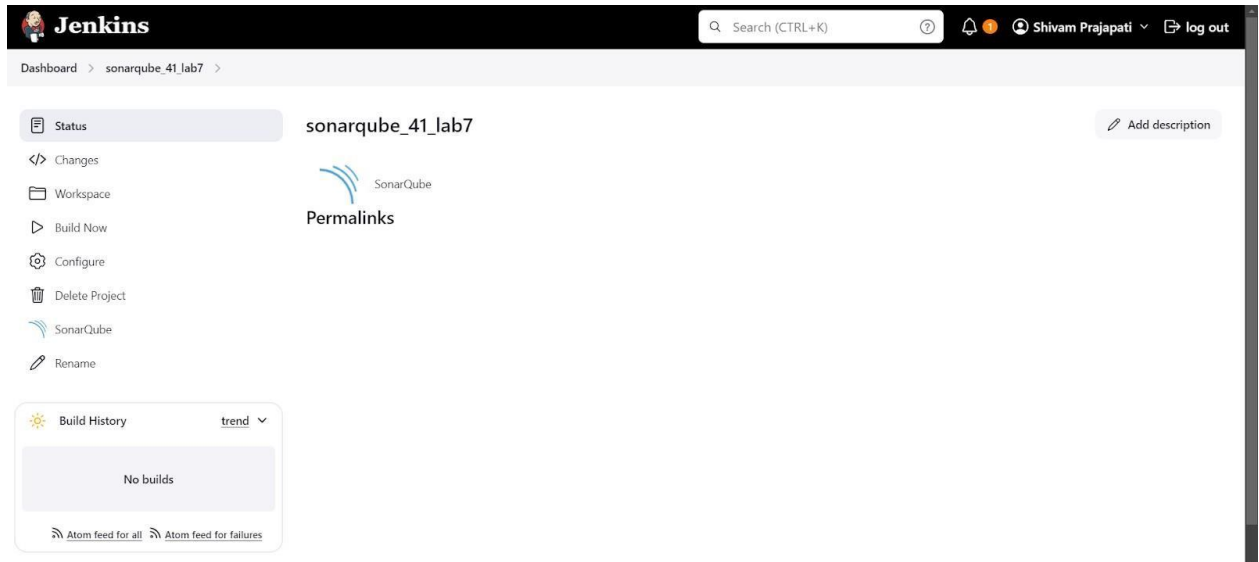 Jenkins
Search (CTRL+K)
?
1
Shivam Prajapati
log out
Dashboard > sonarqube_41_lab7 >
Status
Changes
Workspace
Build Now
Configure
Delete Project
SonarQube
Rename
Build History
trend
No builds
Atom feed for all Atom feed for failures
sonarqube_41_lab7
Add description
SonarQube
Permalinks